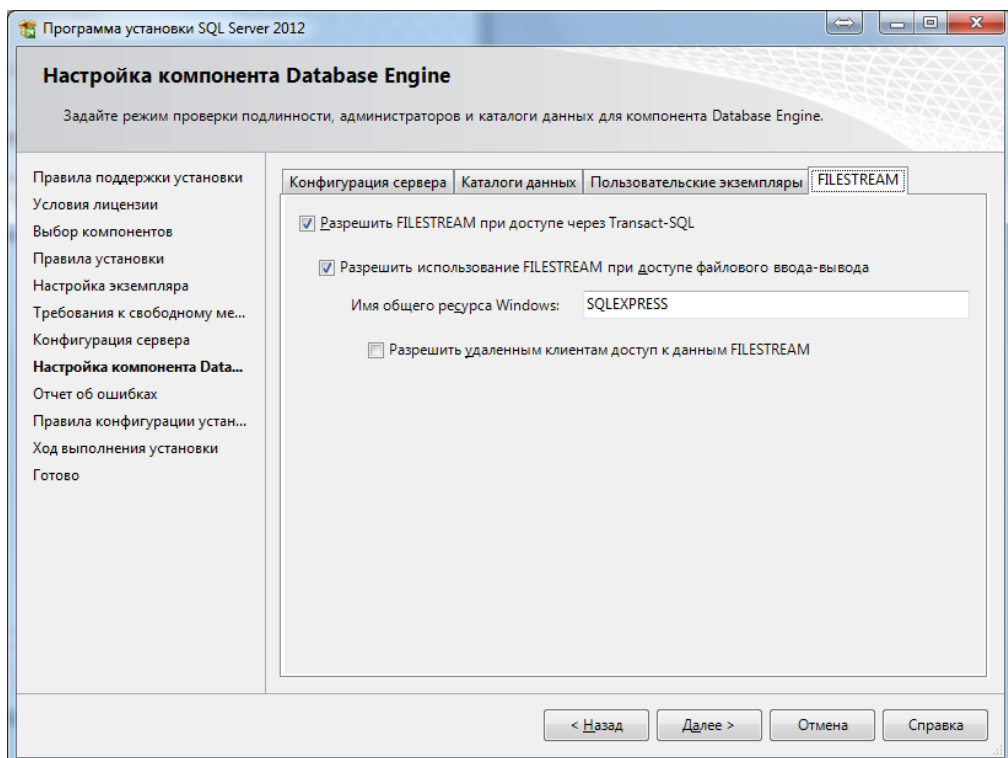 Программа установки SQL Server 2012
Настройка компонента Database Engine
Задайте режим проверки подлинности, администраторов и каталоги данных для компонента Database Engine.
Правила поддержки установки
Условия лицензии
Выбор компонентов
Правила установки
Настройка экземпляра
Требования к свободному ме...
Конфигурация сервера
Настройка компонента Data...
Отчет об ошибках
Правила конфигурации устан...
Ход выполнения установки
Готово
Конфигурация сервера Каталоги данных Пользовательские экземпляры FILESTREAM
Разрешить FILESTREAM при доступе через Transact-SQL
Разрешить использование FILESTREAM при доступе файлового ввода-вывода
Имя общего ресурса Windows: SQLEXPRESS
Разрешить удаленным клиентам доступ к данным FILESTREAM
< Назад Далее > Отмена Справка